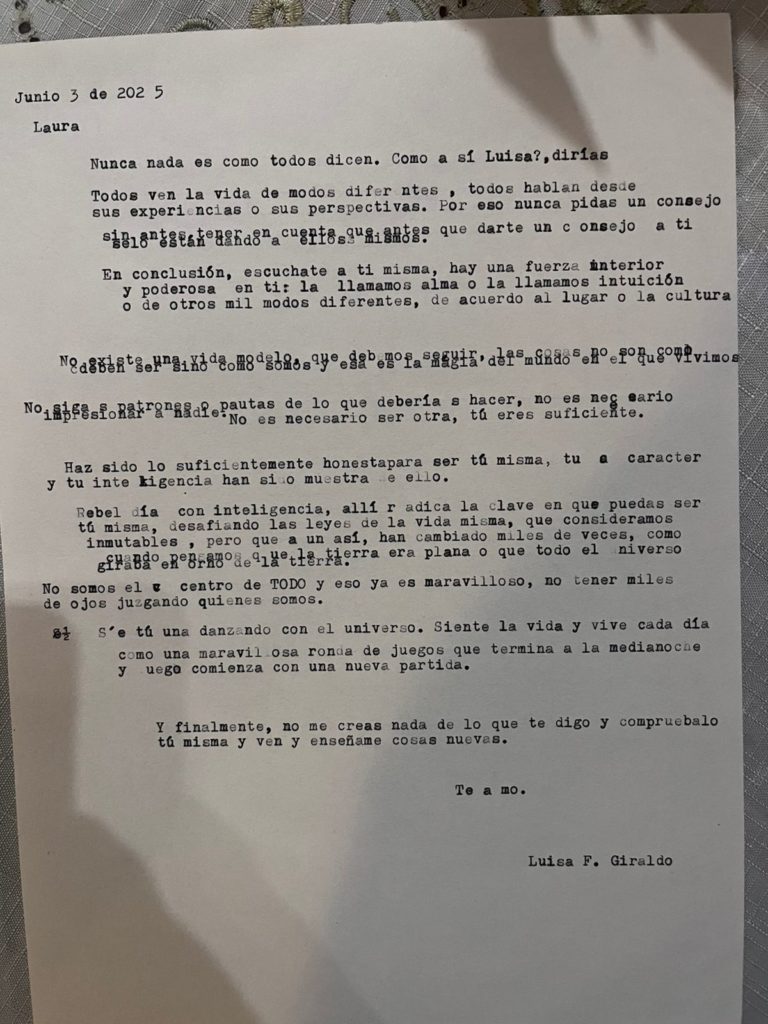 Junio 3 de 202 5
Laura
Nunca nada es como todos dicen. Como a sí Luisa?,dirías
Todos ven la vida de modos difer ntes , todos hablan desde
sus experiencias o sus perspectivas. Por eso nunca pidas un consejo
sin antes tener en cuenta que antes que darte un c onsejo a ti
selo están dando a ellos mismos.
En conclusión, escuchate a ti misma, hay una fuerza interior
y poderosa en ti: la llamamos alma o la llamamos intuición
o de otros mil modos diferentes, de acuerdo al lugar o la cultura
No existe una vida modelo, que deb mos seguir, las cosas no son como
deben ser sino como somos y esa es la magia del mundo en el que vivimos
No siga s patrones o pautas de lo que debería s hacer, no es nec sario
impresionar a nadie. No es necesario ser otra, tú eres suficiente.
Haz sido lo suficientemente honestapara ser tú misma, tu a caracter
y tu inte ligencia han sido muestra de ello.
Rebel día con inteligencia, allí r adica la clave en que puedas ser
tú misma, desafiando las leyes de la vida misma, que consideramos
inmutables , pero que a un así, han cambiado miles de veces, como
cuando pensamos q ue la tierra era plana o que todo el universo
giraba en orno de la tierra.
No somos el c centro de TODO y eso ya es maravilloso, no tener miles
de ojos juzgando quienes somos.
S´e tú una danzando con el universo. Siente la vida y vive cada día
como una maravillosa ronda de juegos que termina a la medianoche
y luego comienza con una nueva partida.
Y finalmente, no me creas nada de lo que te digo y compruebalo
tú misma y ven y enseñame cosas nuevas.
Te a mo.
Luisa F. Giraldo